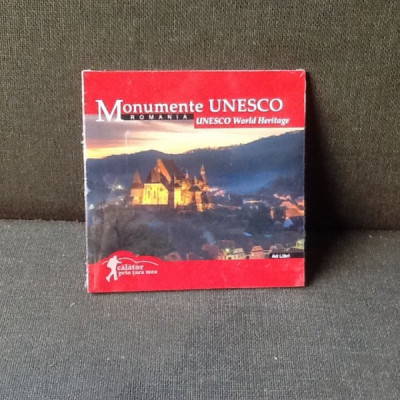 Monumente UNESCO
ROMANIA
UNESCO World Heritage
călător
prin țara mea
Ad Libri